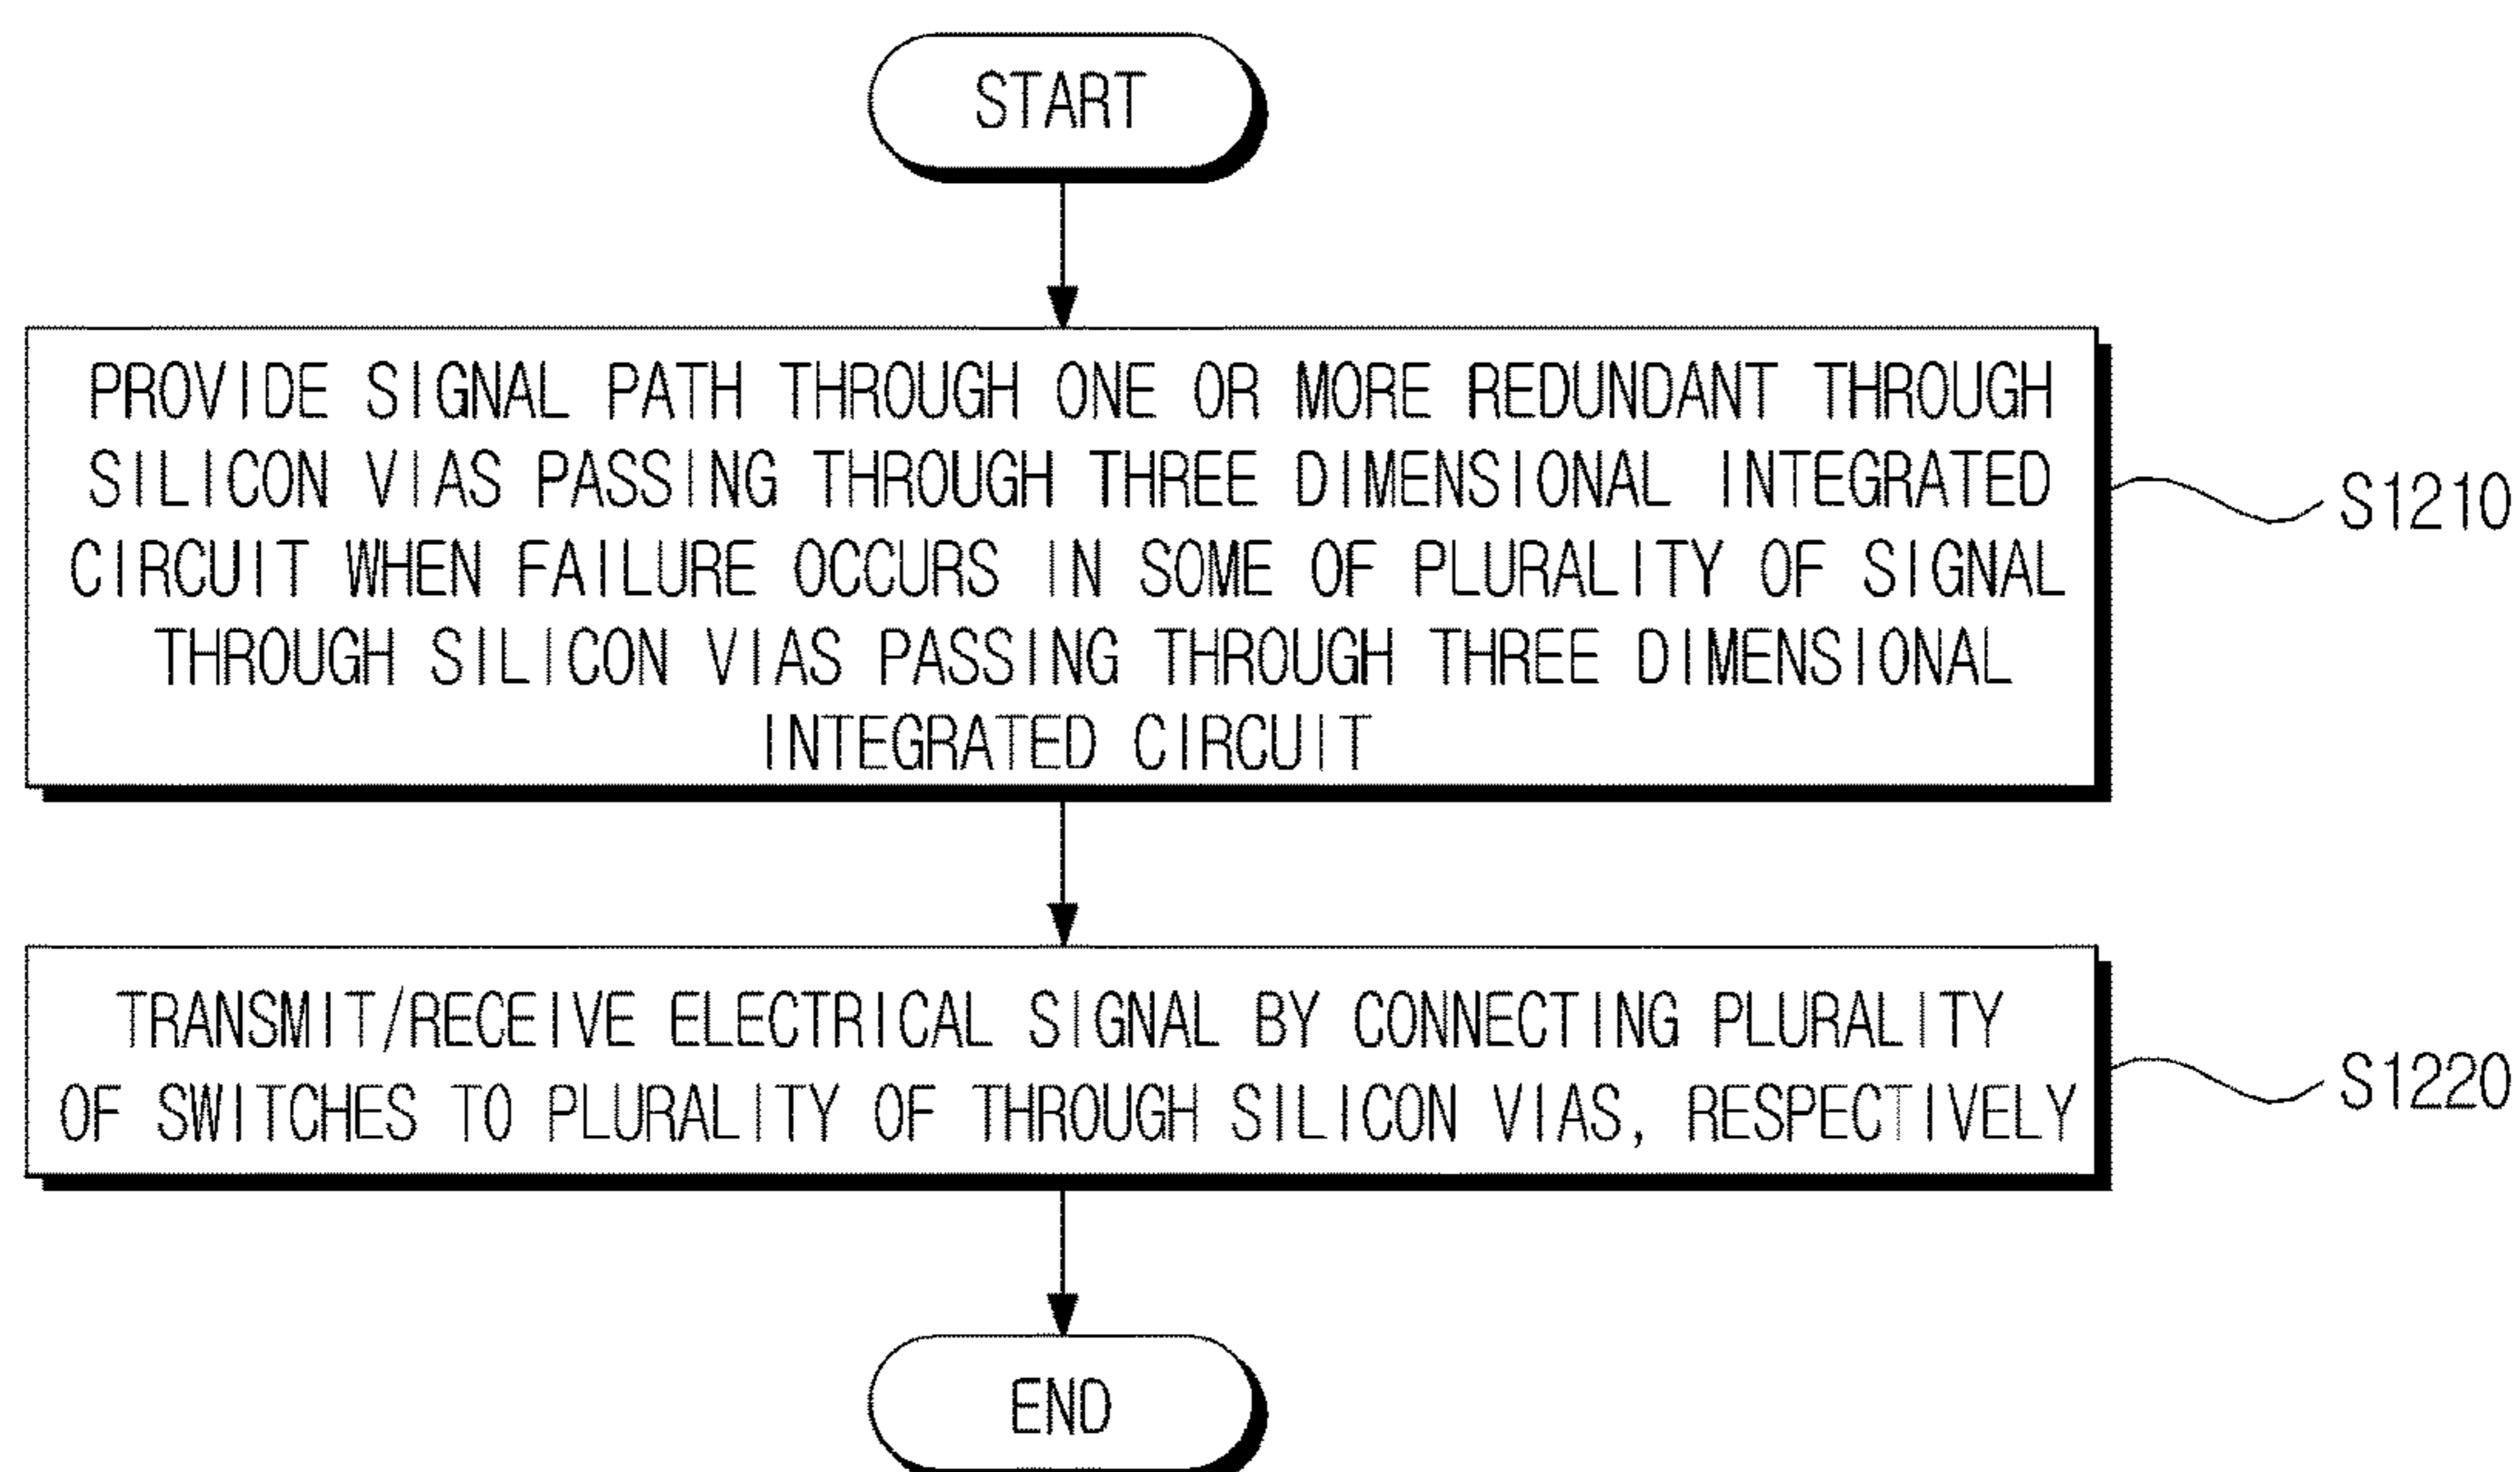 START
PROVIDE SIGNAL PATH THROUGH ONE OR MORE REDUNDANT THROUGH
SILICON VIAS PASSING THROUGH THREE DIMENSIONAL INTEGRATED
CIRCUIT WHEN FAILURE OCCURS IN SOME OF PLURALITY OF SIGNAL
THROUGH SILICON VIAS PASSING THROUGH THREE DIMENSIONAL
INTEGRATED CIRCUIT
S1210
TRANSMIT/RECEIVE ELECTRICAL SIGNAL BY CONNECTING PLURALITY
OF SWITCHES TO PLURALITY OF THROUGH SILICON VIAS, RESPECTIVELY
S1220
END